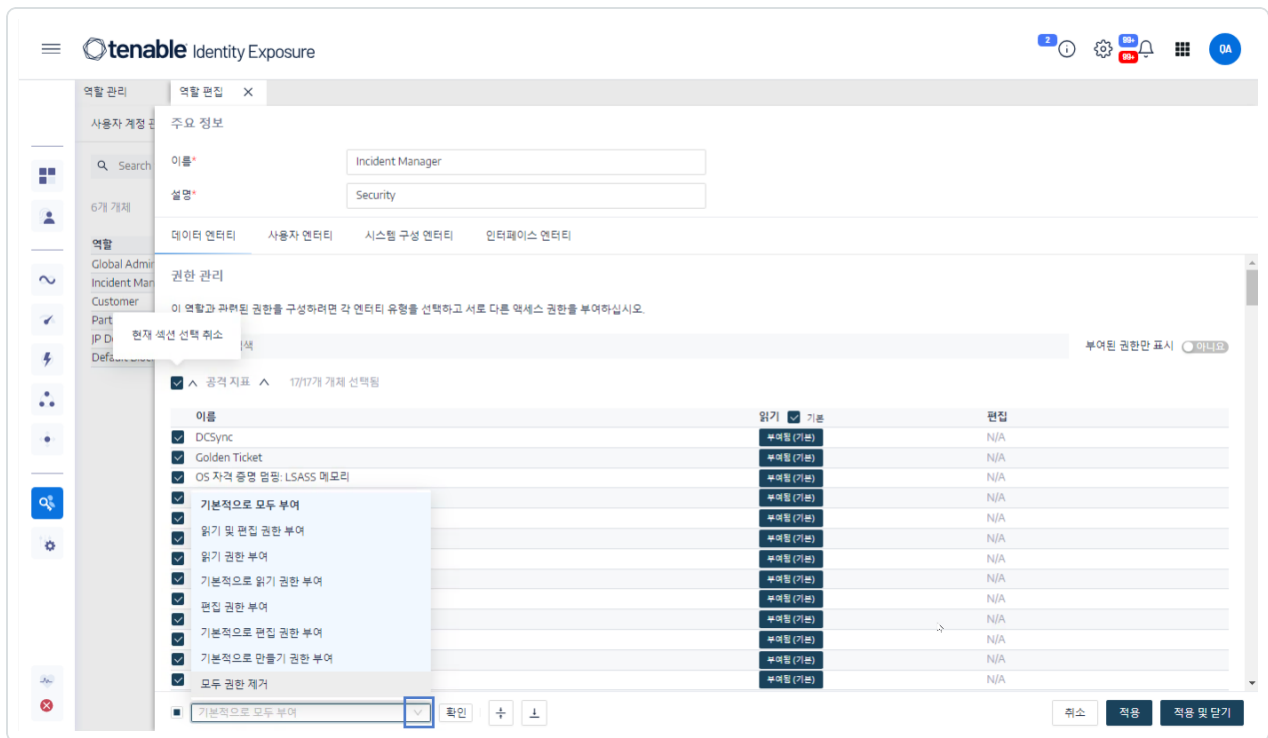 tenable Identity Exposure
2
99+
99+
QA
역할 관리
역할 편집
사용자 계정
주요 정보
Search
이름*
Incident Manager
설명*
Security
6개 개체
데이터 엔터티 사용자 엔터티 시스템 구성 엔터티 인터페이스 엔터티
역할
Global Admir
Incident Mar
Customer
Part
JP D
권한 관리
이 역할과 관련된 권한을 구성하려면 각 엔터티 유형을 선택하고 서로 다른 액세스 권한을 부여하십시오.
현재 섹션 선택 취소
색
부여된 권한만 표시 아니요
공격 지표 17/17개 개체 선택됨
이름 읽기 기본 편집
DCSync 부여됨(기본) N/A
Golden Ticket 부여됨(기본) N/A
OS 자격 증명 덤핑: LSASS 메모리 부여됨(기본) N/A
부여됨(기본) N/A
부여됨(기본) N/A
부여됨(기본) N/A
부여됨(기본) N/A
부여됨(기본) N/A
부여됨(기본) N/A
부여됨(기본) N/A
부여됨(기본) N/A
부여됨(기본) N/A
부여됨(기본) N/A
기본적으로 모두 부여
읽기 및 편집 권한 부여
읽기 권한 부여
기본적으로 읽기 권한 부여
편집 권한 부여
기본적으로 편집 권한 부여
기본적으로 만들기 권한 부여
모두 권한 제거
기본적으로 모두 부여
확인
취소
적용
적용 및 닫기